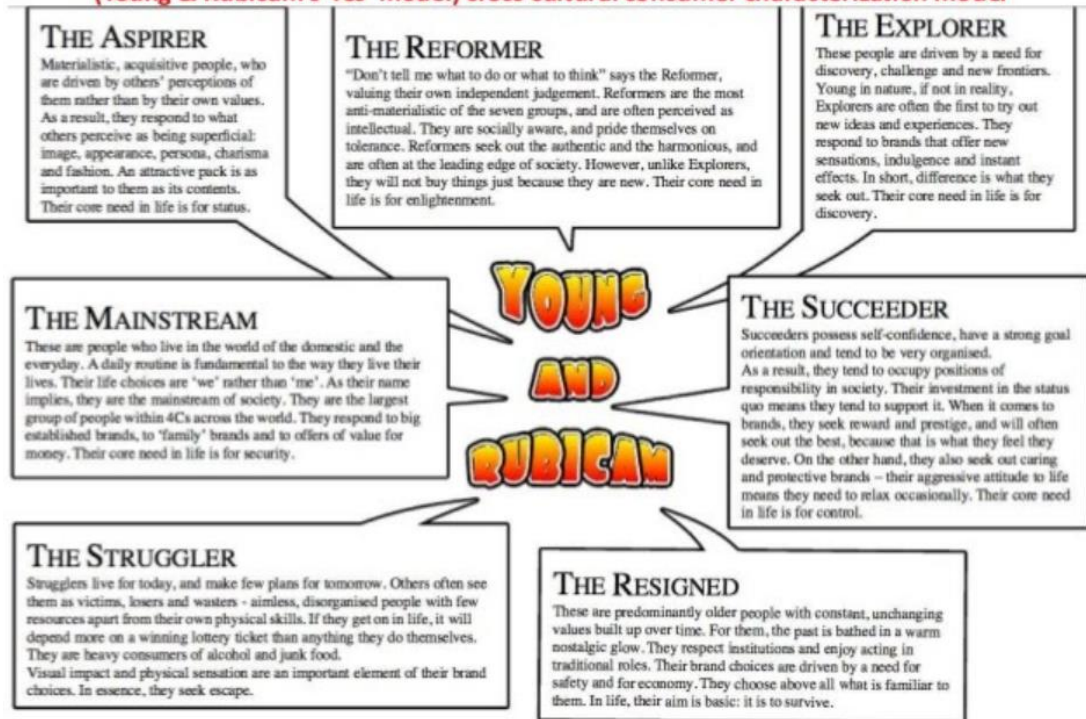 (Young & Rubicam's 4Cs model) cross cultural consumer characterization model
THE ASPIRER
Materialistic, acquisitive people, who
are driven by others' perceptions of
them rather than by their own values.
As a result, they respond to what
others perceive as being superficial:
image, appearance, persona, charisma
and fashion. An attractive pack is as
important to them as its contents.
Their core need in life is for status.
THE REFORMER
"Don't tell me what to do or what to think" says the Reformer,
valuing their own independent judgement. Reformers are the most
anti-materialistic of the seven groups, and are often perceived as
intellectual. They are socially aware, and pride themselves on
tolerance. Reformers seek out the authentic and the harmonious, and
are often at the leading edge of society. However, unlike Explorers,
they will not buy things just because they are new. Their core need in
life is for enlightenment.
THE EXPLORER
These people are driven by a need for
discovery, challenge and new frontiers.
Young in nature, if not in reality,
Explorers are often the first to try out
new ideas and experiences. They
respond to brands that offer new
sensations, indulgence and instant
effects. In short, difference is what they
seek out. Their core need in life is for
discovery.
YOUNG
AND
RUBICAM
THE MAINSTREAM
These are people who live in the world of the domestic and the
everyday. A daily routine is fundamental to the way they live their
lives. Their life choices are 'we' rather than 'me'. As their name
implies, they are the mainstream of society. They are the largest
group of people within 4Cs across the world. They respond to big
established brands, to 'family' brands and to offers of value for
money. Their core need in life is for security.
THE SUCCEEDER
Succeeders possess self-confidence, have a strong goal
orientation and tend to be very organised.
As a result, they tend to occupy positions of
responsibility in society. Their investment in the status
quo means they tend to support it. When it comes to
brands, they seek reward and prestige, and will often
seek out the best, because that is what they feel they
deserve. On the other hand, they also seek out caring
and protective brands – their aggressive attitude to life
means they need to relax occasionally. Their core need
in life is for control.
THE STRUGGLER
Strugglers live for today, and make few plans for tomorrow. Others often see
them as victims, losers and wasters - aimless, disorganised people with few
resources apart from their own physical skills. If they get on in life, it will
depend more on a winning lottery ticket than anything they do themselves.
They are heavy consumers of alcohol and junk food.
Visual impact and physical sensation are an important element of their brand
choices. In essence, they seek escape.
THE RESIGNED
These are predominantly older people with constant, unchanging
values built up over time. For them, the past is bathed in a warm
nostalgic glow. They respect institutions and enjoy acting in
traditional roles. Their brand choices are driven by a need for
safety and for economy. They choose above all what is familiar to
them. In life, their aim is basic: it is to survive.